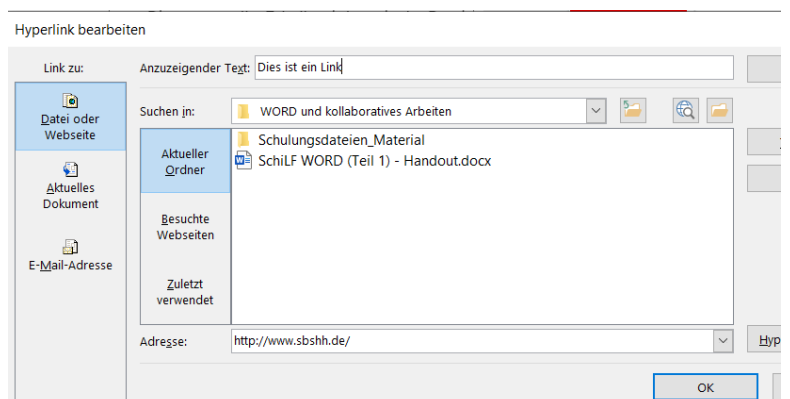 Hyperlink bearbeiten
Link zu:
Anzuzeigender Text: Dies ist ein Link
Datei oder Webseite
Suchen in: WORD und kollaboratives Arbeiten
Aktueller Ordner
Schulungsdateien_Material
SchiLF WORD (Teil 1) - Handout.docx
Aktuelles Dokument
Besuchte Webseiten
E-Mail-Adresse
Zuletzt verwendet
Adresse: http://www.sbshh.de/
Hyp
OK